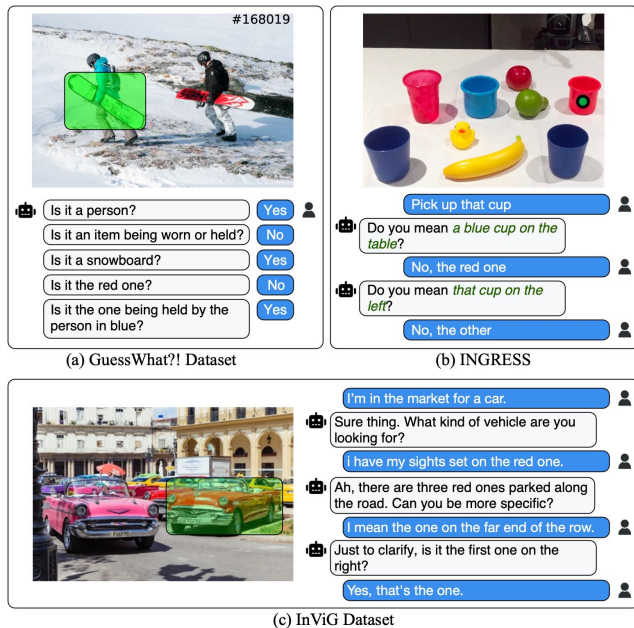 #168019
Is it a person?
Yes
Is it an item being worn or held?
No
Is it a snowboard?
Yes
Is it the red one?
No
Is it the one being held by the
person in blue?
Yes
(a) GuessWhat?! Dataset
Pick up that cup
Do you mean a blue cup on the
table?
No, the red one
Do you mean that cup on the
left?
No, the other
(b) INGRESS
I'm in the market for a car.
Sure thing. What kind of vehicle are you
looking for?
i have my sights set on the red one.
Ah, there are three red ones parked along
the road. Can you be more specific?
I mean the one on the far end of the row.
Just to clarify, is it the first one on the
right?
Yes, that's the one.
(c) InViG Dataset